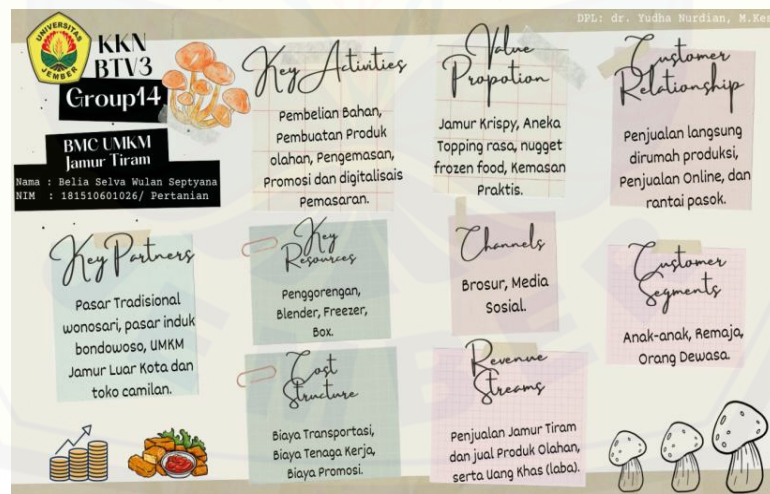 DPL: dr. Yudha Nurdian, M.Kes
UNIVERSITAS
JEMBER
KKN
BTV3
Group14
BMC UMKM
Jamur Tiram
Nama : Belia Selva Wulan Septyana
NIM : 181510601026/ Pertanian
Key Activities
Pembelian Bahan,
Pembuatan Produk
olahan, Pengemasan,
Promosi dan digitalisais
Pemasaran.
Value
Propotion
Jamur Krispy, Aneka
Topping rasa, nugget
frozen food, Kemasan
Praktis.
Customer
Relationship
Penjualan langsung
dirumah produksi,
Penjualan Online, dan
rantai pasok.
Key Partners
Pasar Tradisional
wonosari, pasar induk
bondowoso, UMKM
Jamur Luar Kota dan
toko camilan.
Key
Resources
Penggorengan,
Blender, Freezer,
Box.
Channels
Brosur, Media
Sosial.
Customer
Segments
Anak-anak, Remaja,
Orang Dewasa.
Cost
Structure
Biaya Transportasi,
Biaya Tenaga Kerja,
Biaya Promosi.
Revenue
Streams
Penjualan Jamur Tiram
dan jual Produk Olahan,
serta Uang Khas (laba).